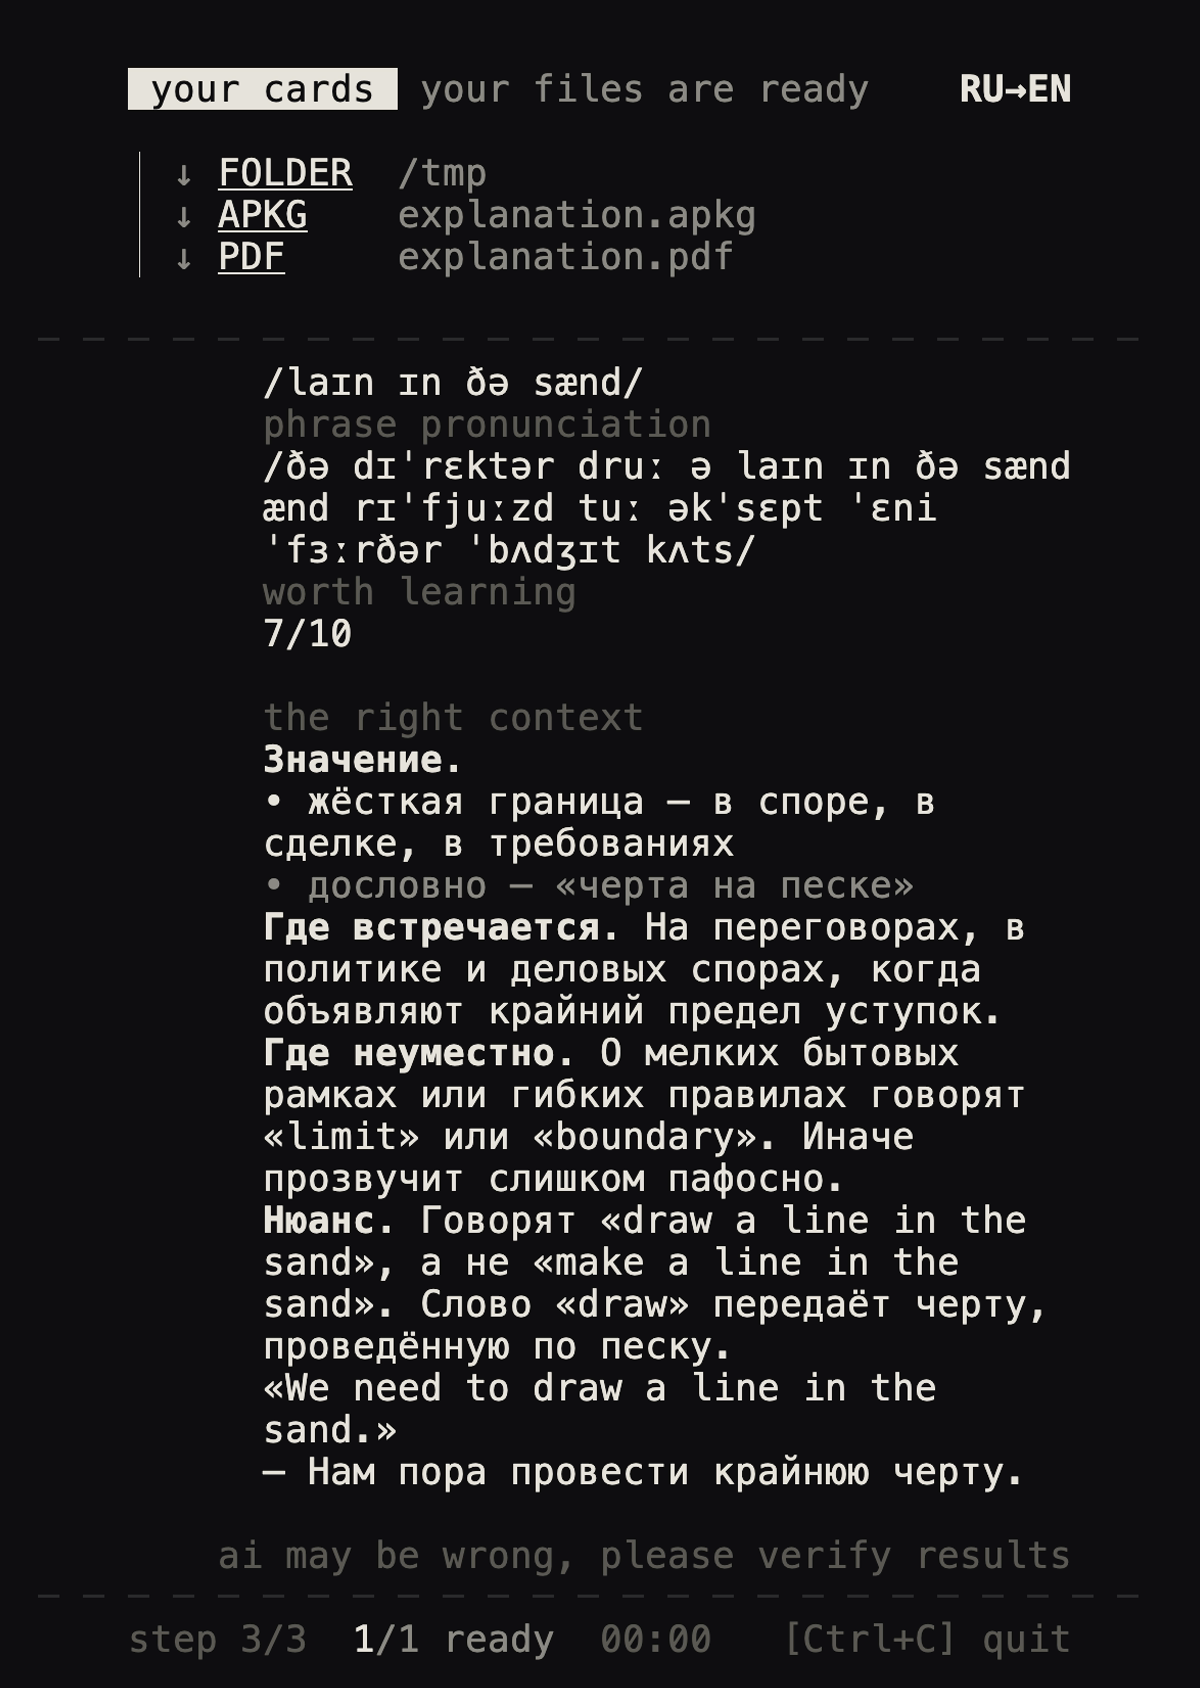 your cards your files are ready RU→EN
↓ FOLDER /tmp
↓ APKG explanation.apkg
↓ PDF explanation.pdf
/laɪn ɪn ðə sænd/
phrase pronunciation
/ðə dɪˈrɛktər druː ə laɪn ɪn ðə sænd
ænd rɪˈfjuːzd tuː əkˈsɛpt ˈɛni
ˈfɜːrðər ˈbʌdʒɪt kʌts/
worth learning
7/10
the right context
Значение.
• жёсткая граница — в споре, в
сделке, в требованиях
• дословно — «черта на песке»
Где встречается. На переговорах, в
политике и деловых спорах, когда
объявляют крайний предел уступок.
Где неуместно. О мелких бытовых
рамках или гибких правилах говорят
«limit» или «boundary». Иначе
прозвучит слишком пафосно.
Нюанс. Говорят «draw a line in the
sand», а не «make a line in the
sand». Слово «draw» передаёт черту,
проведённую по песку.
«We need to draw a line in the
sand.»
— Нам пора провести крайнюю черту.
ai may be wrong, please verify results
step 3/3 1/1 ready 00:00 [Ctrl+C] quit